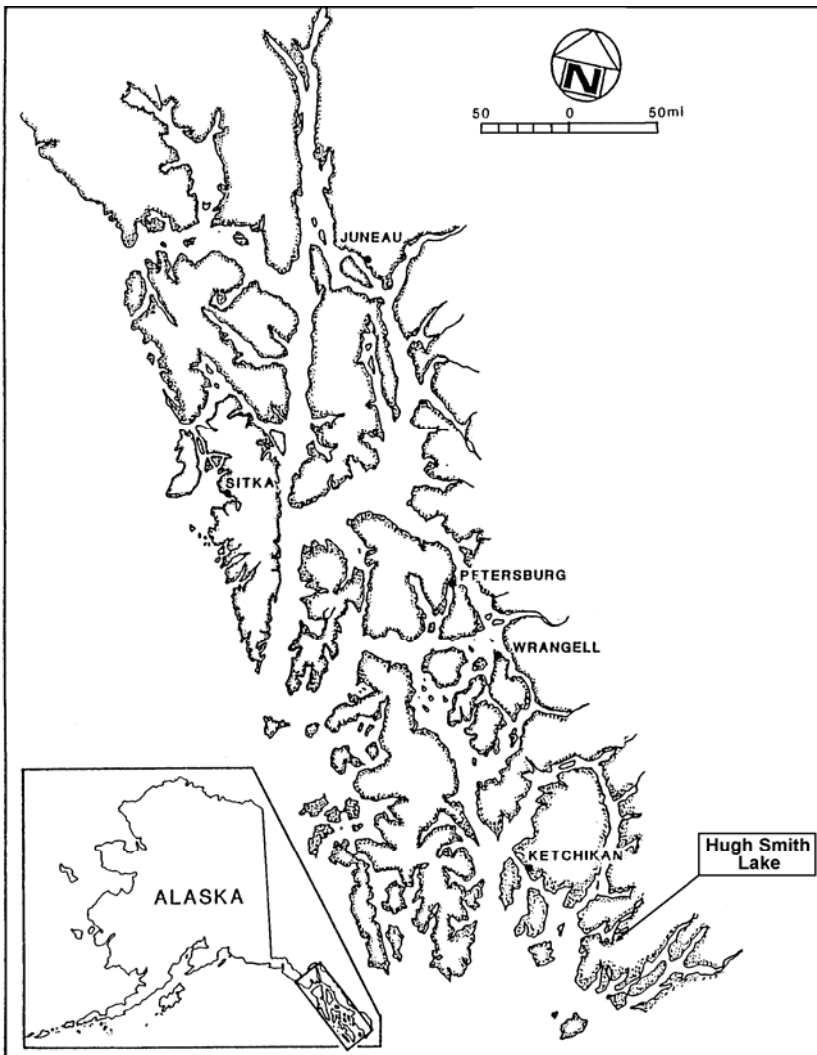 N
50 0 50mi
JUNEAU
SITKA
PETERSBURG
WRANGELL
KETCHIKAN
Hugh Smith
Lake
ALASKA